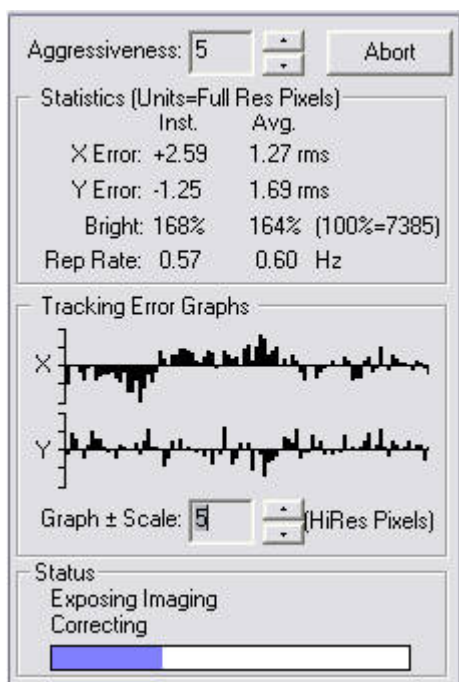 Aggressiveness: 5 Abort
Statistics (Units=Full Res Pixels)
Inst. Avg.
X Error: +2.59 1.27 rms
Y Error: -1.25 1.69 rms
Bright: 168% 164% (100%=7385)
Rep Rate: 0.57 0.60 Hz
Tracking Error Graphs
X
Y
Graph ± Scale: 5 (HiRes Pixels)
Status
Exposing Imaging
Correcting